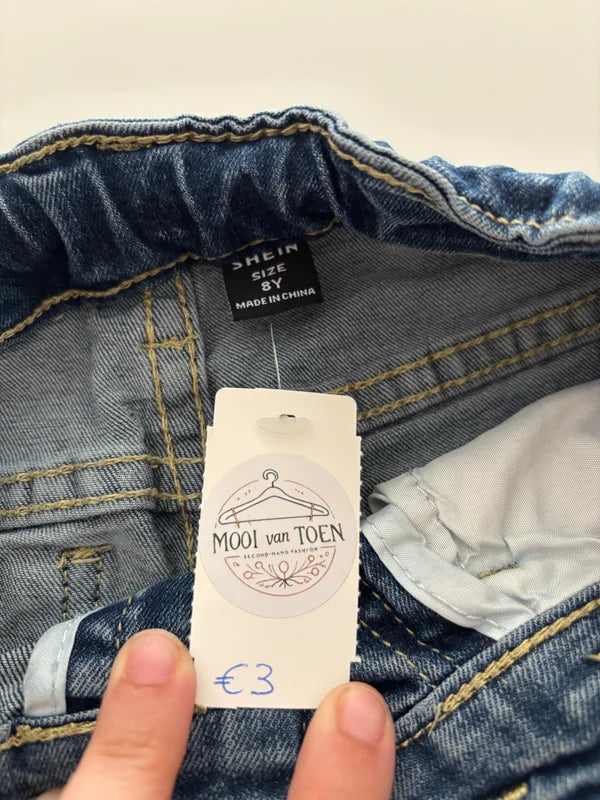 SHEIN
SIZE
8Y
MADE IN CHINA
MOOI van TOEN
SECOND-HAND FASHION
€3